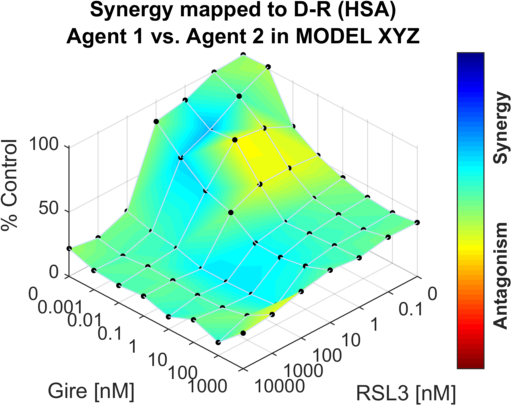 Synergy mapped to D-R (HSA)
Agent 1 vs. Agent 2 in MODEL XYZ
% Control
100
50
0
0
0.001
0.01
0.1
1
10
100
1000
Gire [nM]
0
0.1
1
10
100
1000
10000
RSL3 [nM]
Synergy
Antagonism